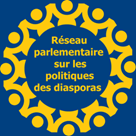 Réseau
parlementaire
sur les
politiques
des diasporas